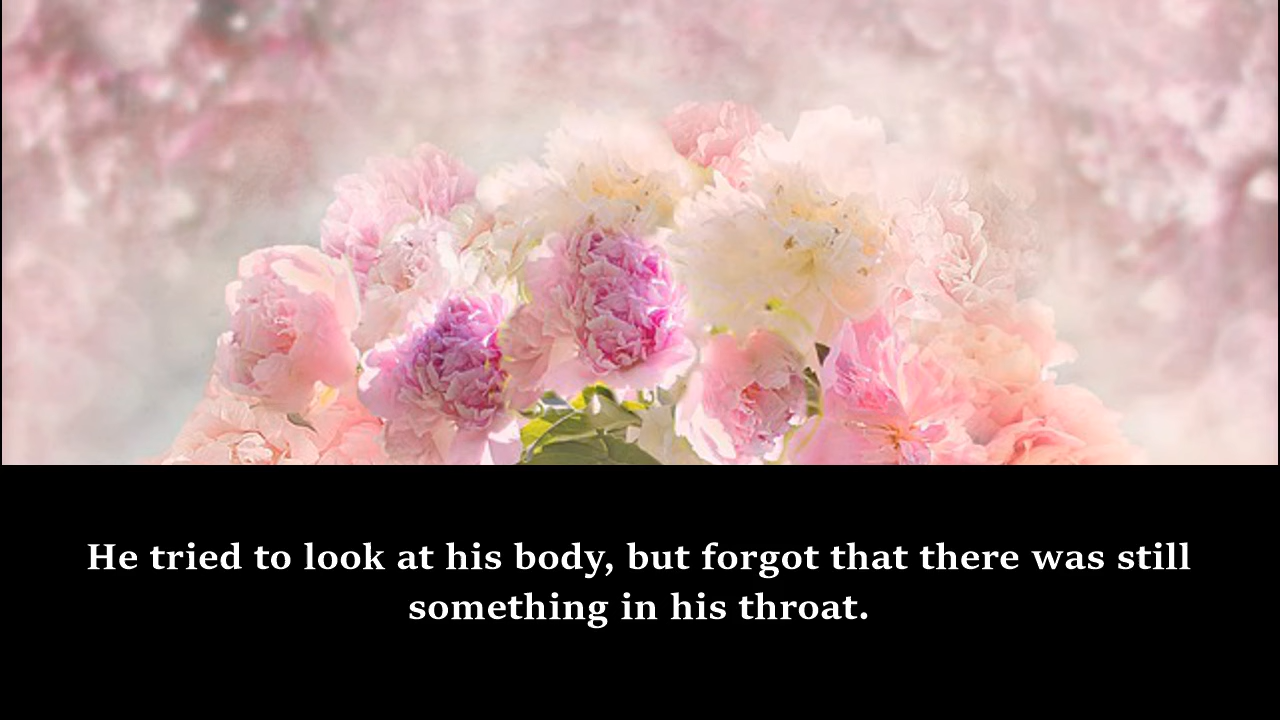 He tried to look at his body, but forgot that there was still
something in his throat.